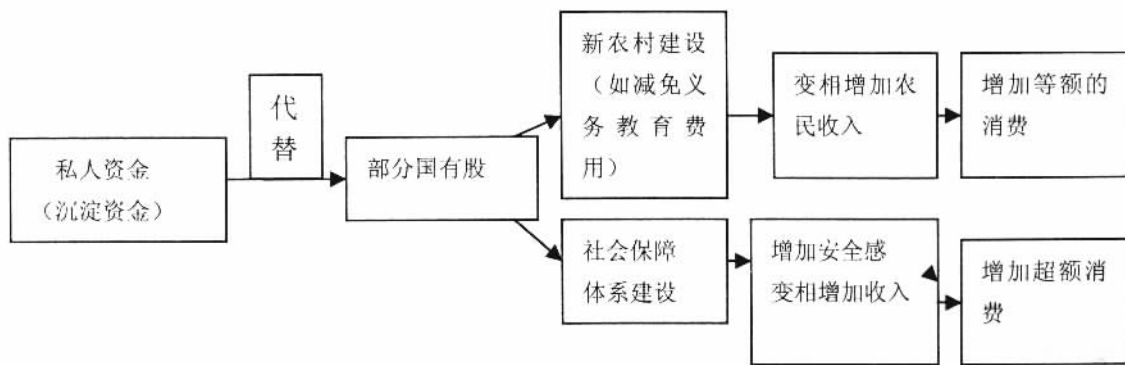 私人资金
（沉淀资金）
代
替
部分国有股
新农村建设
（如减免义
务教育费
用）
变相增加农
民收入
增加等额的
消费
社会保障
体系建设
增加安全感
变相增加收入
增加超额消
费